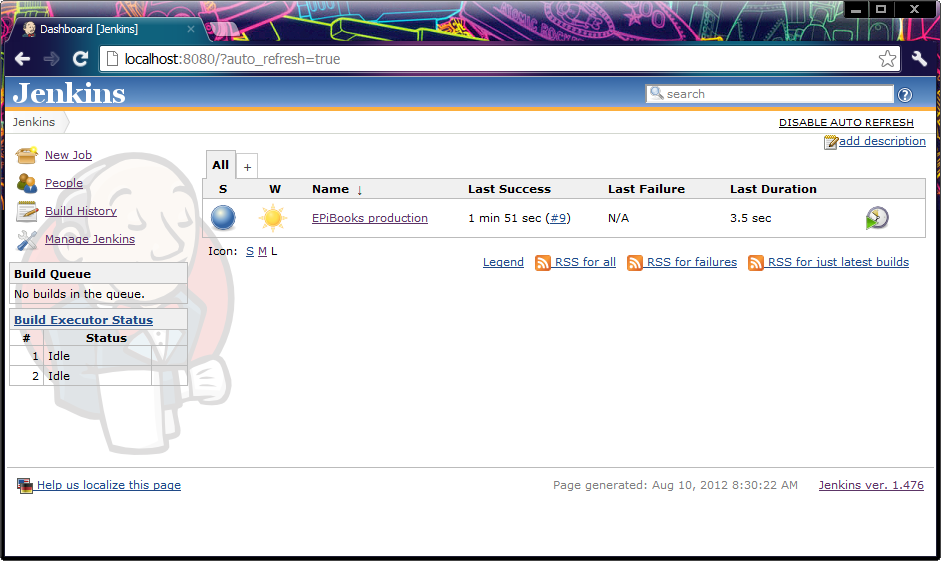 Dashboard [Jenkins]
localhost:8080/?auto_refresh=true
Jenkins
search
Jenkins
DISABLE AUTO REFRESH
add description
New Job
People
Build History
Manage Jenkins
Build Queue
No builds in the queue.
Build Executor Status
# Status
1 Idle
2 Idle
All +
S W Name ↓ Last Success Last Failure Last Duration
EPiBooks production 1 min 51 sec (#9) N/A 3.5 sec
Icon: S M L
Legend RSS for all RSS for failures RSS for just latest builds
Help us localize this page
Page generated: Aug 10, 2012 8:30:22 AM Jenkins ver. 1.476